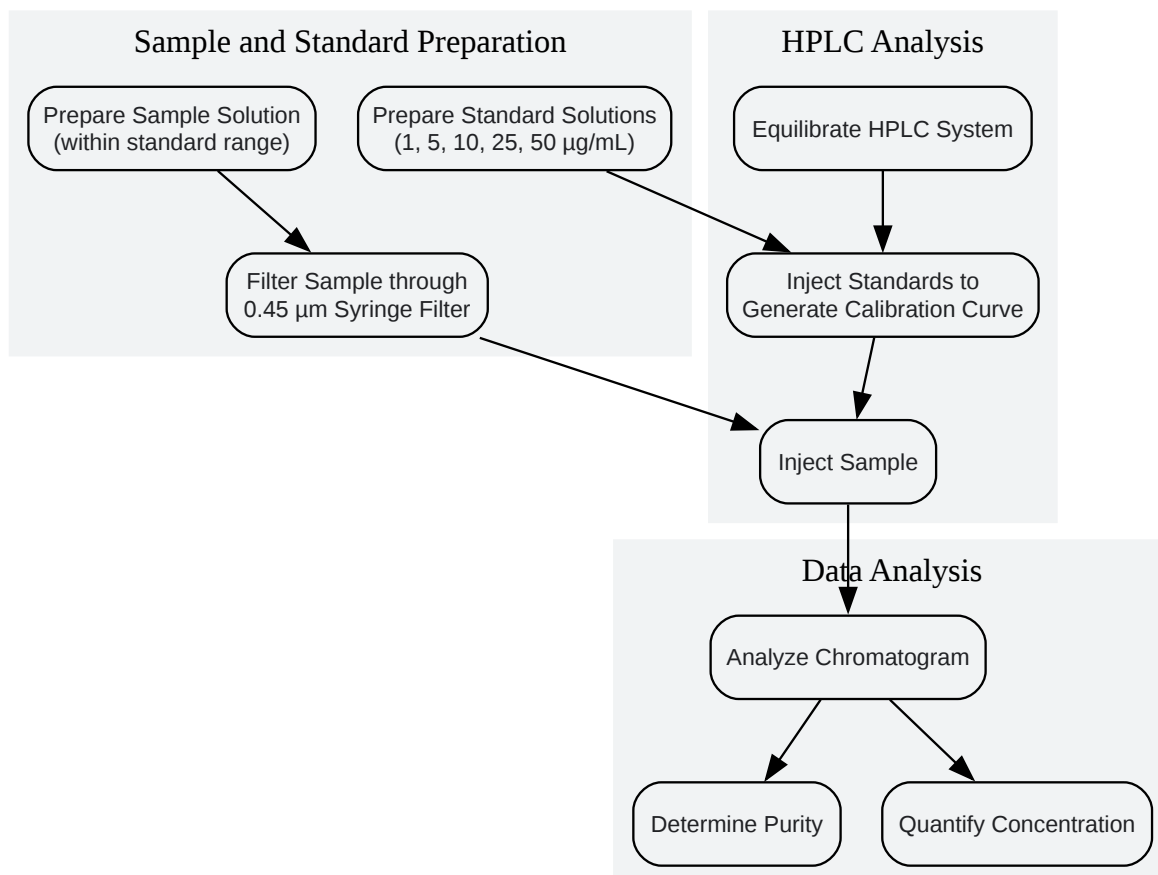 Sample and Standard Preparation
HPLC Analysis
Prepare Sample Solution
(within standard range)
Prepare Standard Solutions
(1, 5, 10, 25, 50 µg/mL)
Equilibrate HPLC System
Filter Sample through
0.45 µm Syringe Filter
Inject Standards to
Generate Calibration Curve
Inject Sample
Data Analysis
Analyze Chromatogram
Determine Purity
Quantify Concentration